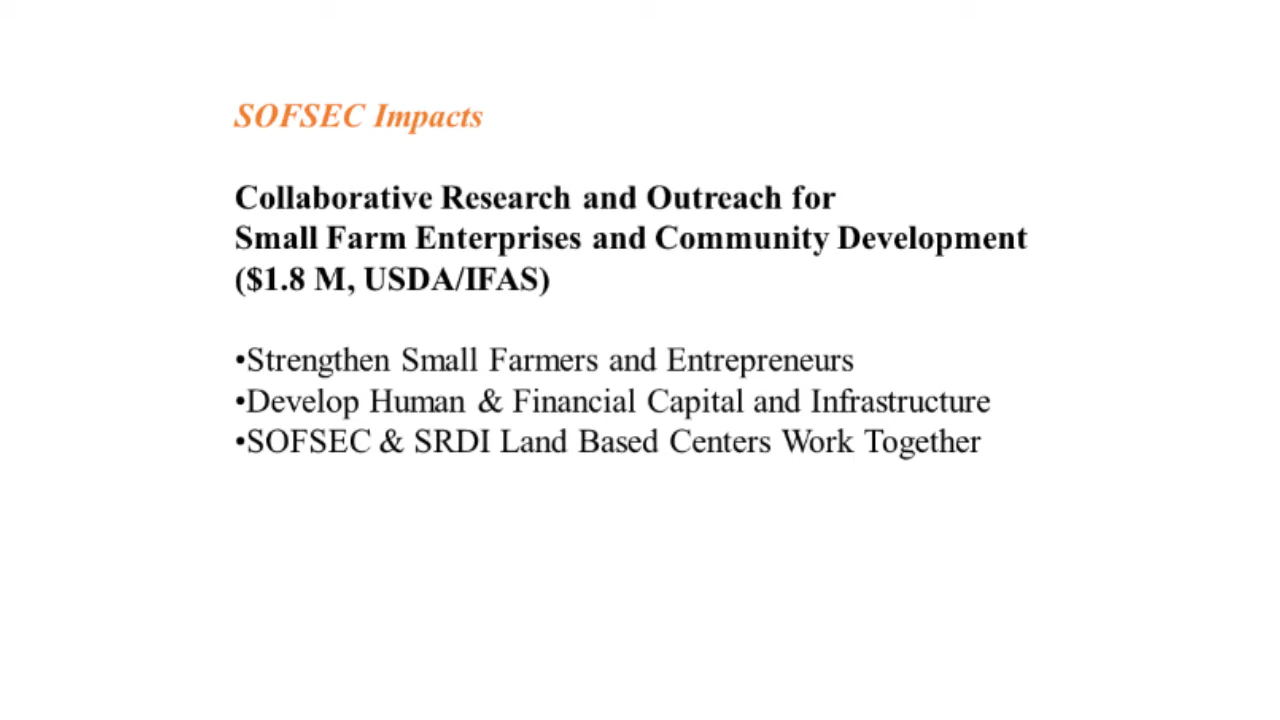 SOFSEC Impacts
Collaborative Research and Outreach for
Small Farm Enterprises and Community Development
($1.8 M, USDA/IFAS)
•Strengthen Small Farmers and Entrepreneurs
•Develop Human & Financial Capital and Infrastructure
•SOFSEC & SRDI Land Based Centers Work Together